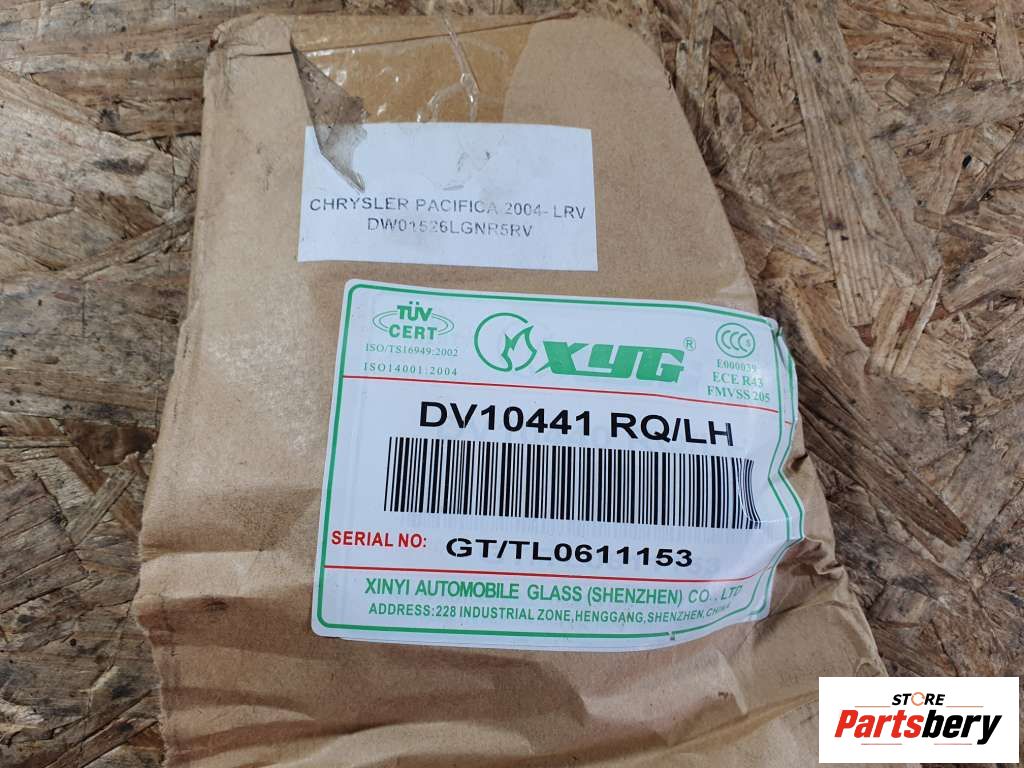 CHRYSLER PACIFICA 2004- LRV
DW01526LGNR5RV
TÜV
CERT
ISO/TS16949:2002
ISO14001:2004
XYG®
CCC S
E000039
ECE R43
FMVSS 205
DV10441 RQ/LH
SERIAL NO: GT/TL0611153
XINYI AUTOMOBILE GLASS (SHENZHEN) CO., LTD
ADDRESS:228 INDUSTRIAL ZONE,HENGGANG,SHENZHEN,CHINA
STORE
Partsbery